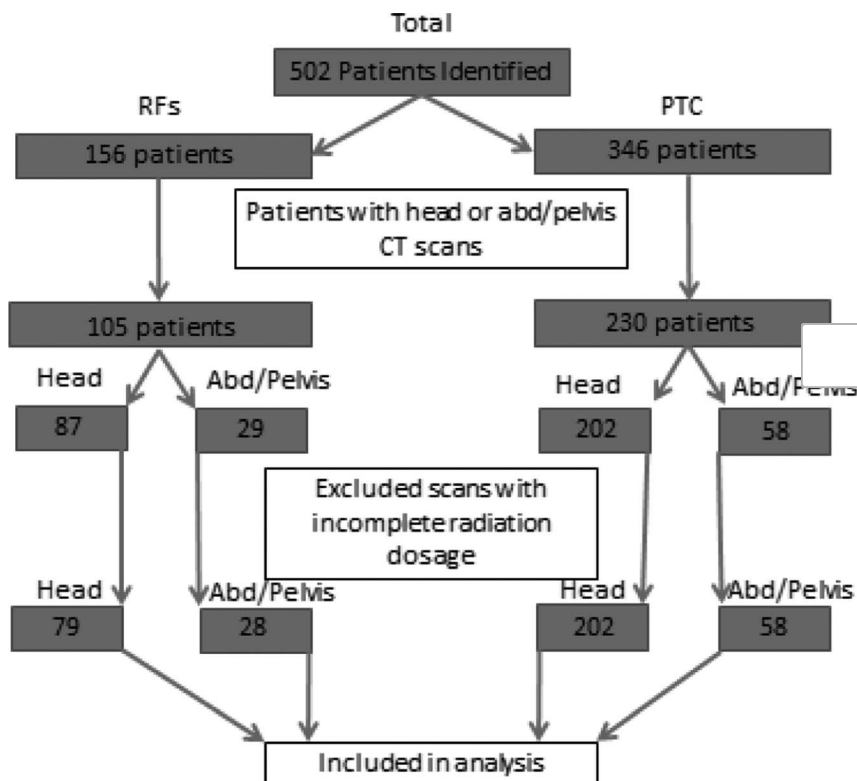 Total
502 Patients Identified
RFs
PTC
156 patients
346 patients
Patients with head or abd/pelvis
CT scans
105 patients
230 patients
Head
Abd/Pelvis
Head
Abd/Pelvis
87
29
202
58
Excluded scans with
incomplete radiation
dosage
Head
Abd/Pelvis
Head
Abd/Pelvis
79
28
202
58
Included in analysis